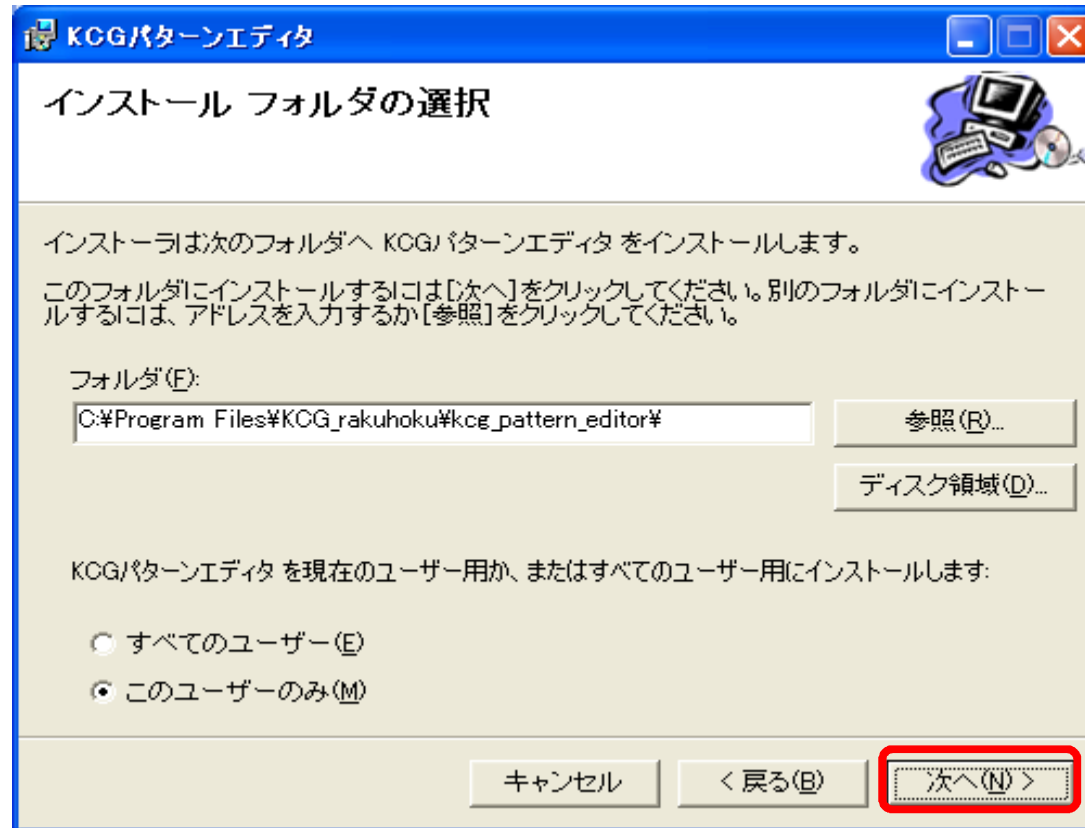 KCGパターンエディタ
インストール フォルダの選択
インストーラは次のフォルダへ KCGパターンエディタ をインストールします。
このフォルダにインストールするには[次へ]をクリックしてください。別のフォルダにインストー
ルするには、アドレスを入力するか[参照]をクリックしてください。
フォルダ(F):
C:¥Program Files¥KCG_rakuhoku¥kcg_pattern_editor¥
参照(R)...
ディスク領域(D)...
KCGパターンエディタ を現在のユーザー用か、またはすべてのユーザー用にインストールします:
すべてのユーザー(E)
このユーザーのみ(M)
キャンセル
< 戻る(B)
次へ(N) >